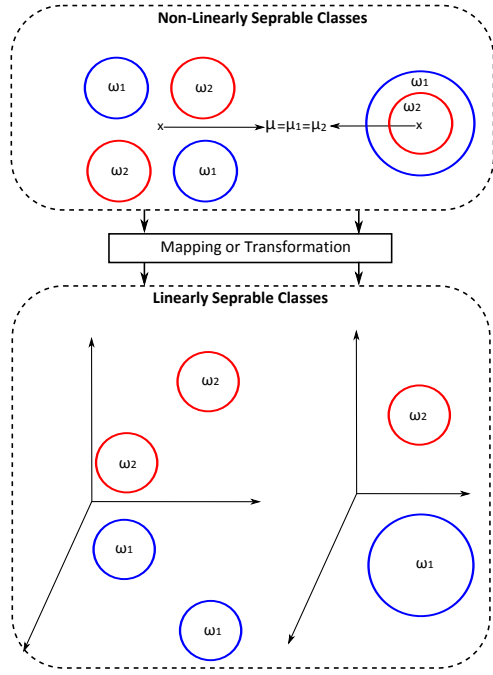 Non-Linearly Seprable Classes
ω1
ω2
ω1
ω2
x
μ=μ1=μ2
x
ω2
ω1
Mapping or Transformation
Linearly Seprable Classes
ω2
ω2
ω2
ω1
ω1
ω1